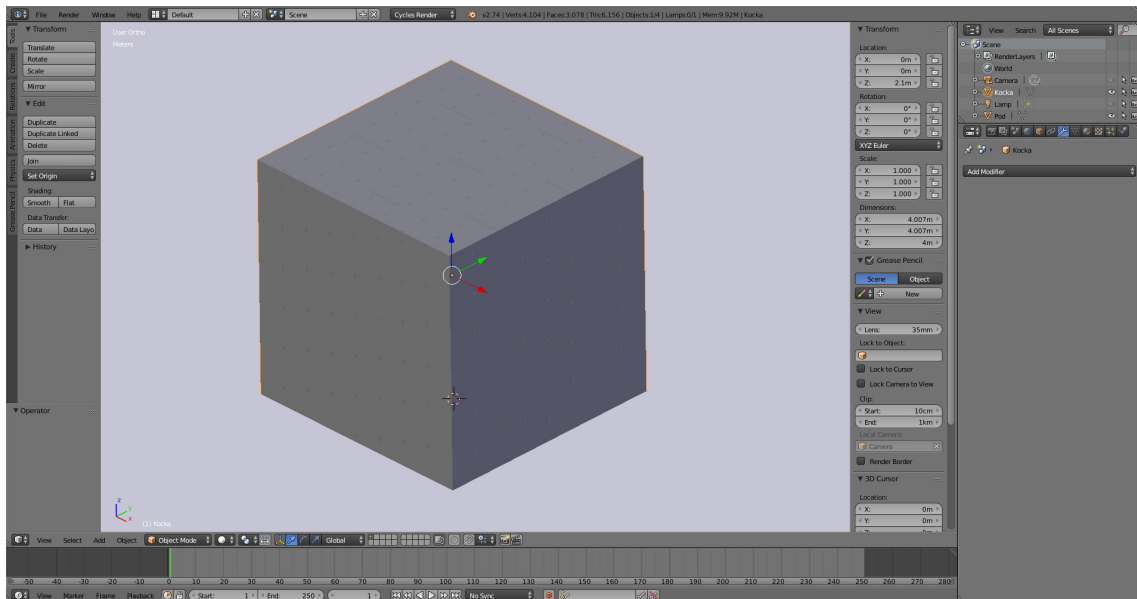 File Render Window Help Default Scene Cycles Render v2.74 | Verts:4,104 | Faces:3,078 | Tris:6,156 | Objects:1/4 | Lamps:0/1 | Mem:9.92M | Kocka
Tools
Create
Relations
Animation
Physics
Grease Pencil
Transform
Translate
Rotate
Scale
Mirror
Edit
Duplicate
Duplicate Linked
Delete
Join
Set Origin
Shading:
Smooth Flat
Data Transfer:
Data Data Layo
History
Operator
User Ortho
Meters
z
y
x
(1) Kocka
Transform
Location:
X: 0m
Y: 0m
Z: 2.1m
Rotation:
X: 0°
Y: 0°
Z: 0°
XYZ Euler
Scale:
X: 1.000
Y: 1.000
Z: 1.000
Dimensions:
X: 4.007m
Y: 4.007m
Z: 4m
Grease Pencil
Scene Object
New
View
Lens: 35mm
Lock to Object:
Lock to Cursor
Lock Camera to View
Clip:
Start: 10cm
End: 1km
Local Camera:
Camera
Render Border
3D Cursor
Location:
X: 0m
Y: 0m
View Search All Scenes
Scene
RenderLayers
World
Camera
Kocka
Lamp
Pod
Kocka
Add Modifier
View Select Add Object Object Mode Global
-50 -40 -30 -20 -10 0 10 20 30 40 50 60 70 80 90 100 110 120 130 140 150 160 170 180 190 200 210 220 230 240 250 260 270 280
View Marker Frame Playback Start: 1 End: 250 1 No Sync